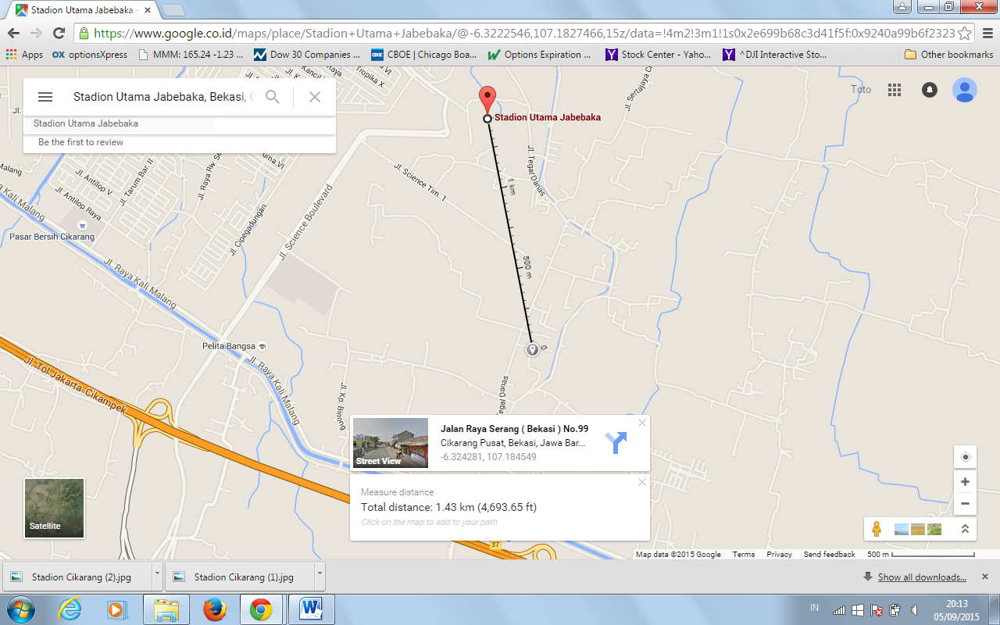 Stadion Utama Jabebaka -
https://www.google.co.id/maps/place/Stadion+Utama+Jabebaka/@-6.3222546,107.1827466,15z/data=!4m2!3m1!1s0x2e699b68c3d41f5f:0x9240a99b6f2323
Apps optionsXpress MMM: 165.24 -1.23 ... Dow 30 Companies ... CBOE | Chicago Boa... Options Expiration ... Stock Center - Yaho... ^DJI Interactive Sto... Other bookmarks
Stadion Utama Jabebaka, Bekasi,
Stadion Utama Jabebaka
Be the first to review
Toto
Stadion Utama Jabebaka
Jl. Sertajaya
Tropika X
Kancil
Jl. Tegal Danas
Jl. Science Tim. 1
1 km
500 m
0
Malang
Jl. Antilop V
Jl. Antilop Raya
Jl. Tarum Bar. II
Jl. Raya Rw.
Jl. Cipegadungan
Jl. Science Boulevard
Raya Kali Malang
Pasar Bersih Cikarang
Jl. Raya Kali Malang
Pelita Bangsa
Jl. Raya Kali Malang
Jl. Tol Jakarta-Cikampek
Jl. Kp. Binong
Tegal Danas
Jalan Raya Serang ( Bekasi ) No.99
Cikarang Pusat, Bekasi, Jawa Bar...
-6.324281, 107.184549
Street View
Measure distance
Total distance: 1.43 km (4,693.65 ft)
Click on the map to add to your path
37
Satellite
Map data ©2015 Google Terms Privacy Send feedback 500 m
Stadion Cikarang (2).jpg Stadion Cikarang (1).jpg Show all downloads...
IN
20:13
05/09/2015